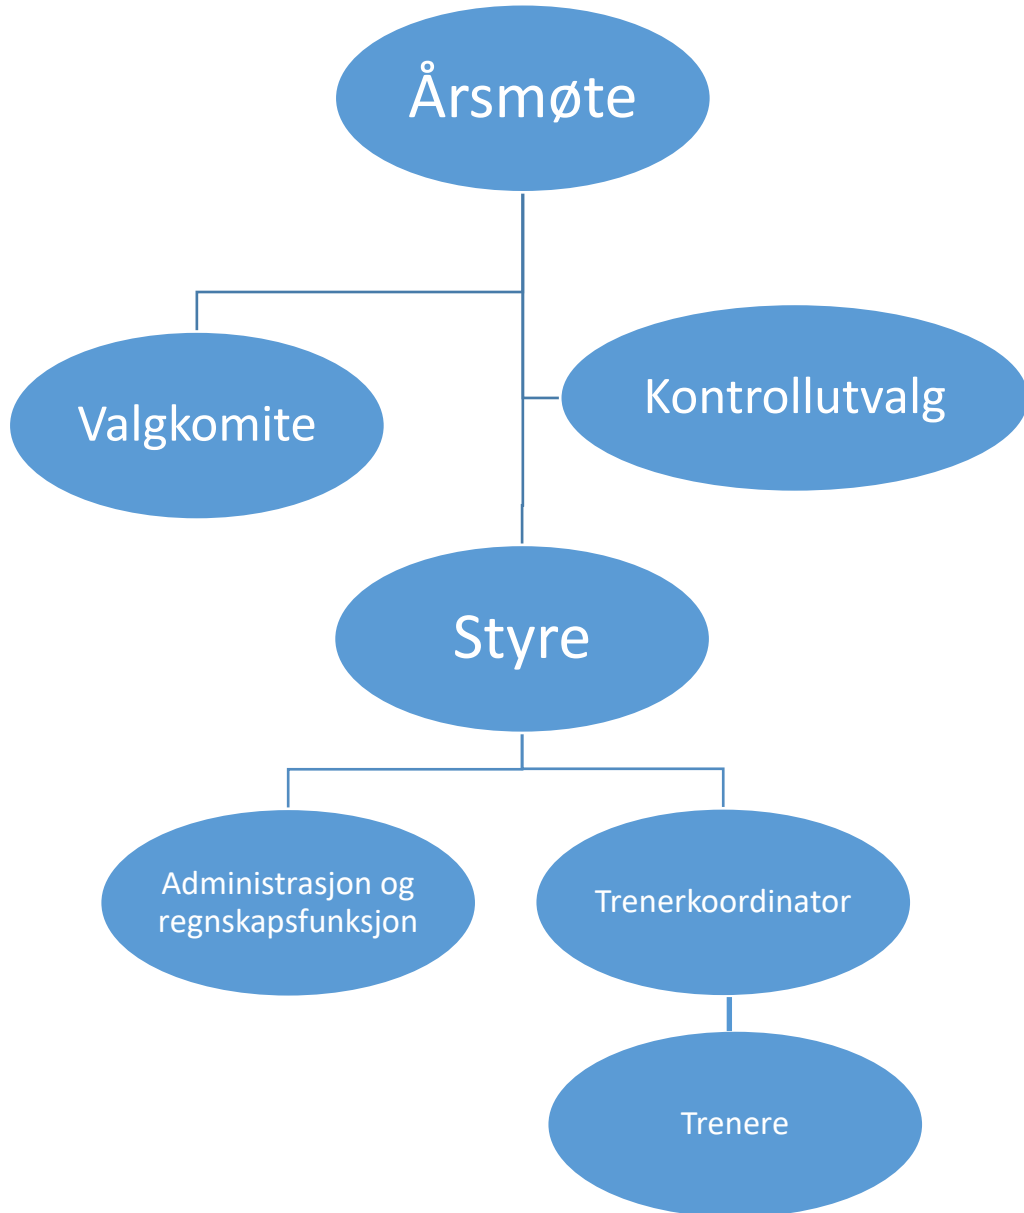 Årsmøte
Valgkomite
Kontrollutvalg
Styre
Administrasjon og
regnskapsfunksjon
Trenerkoordinator
Trenere